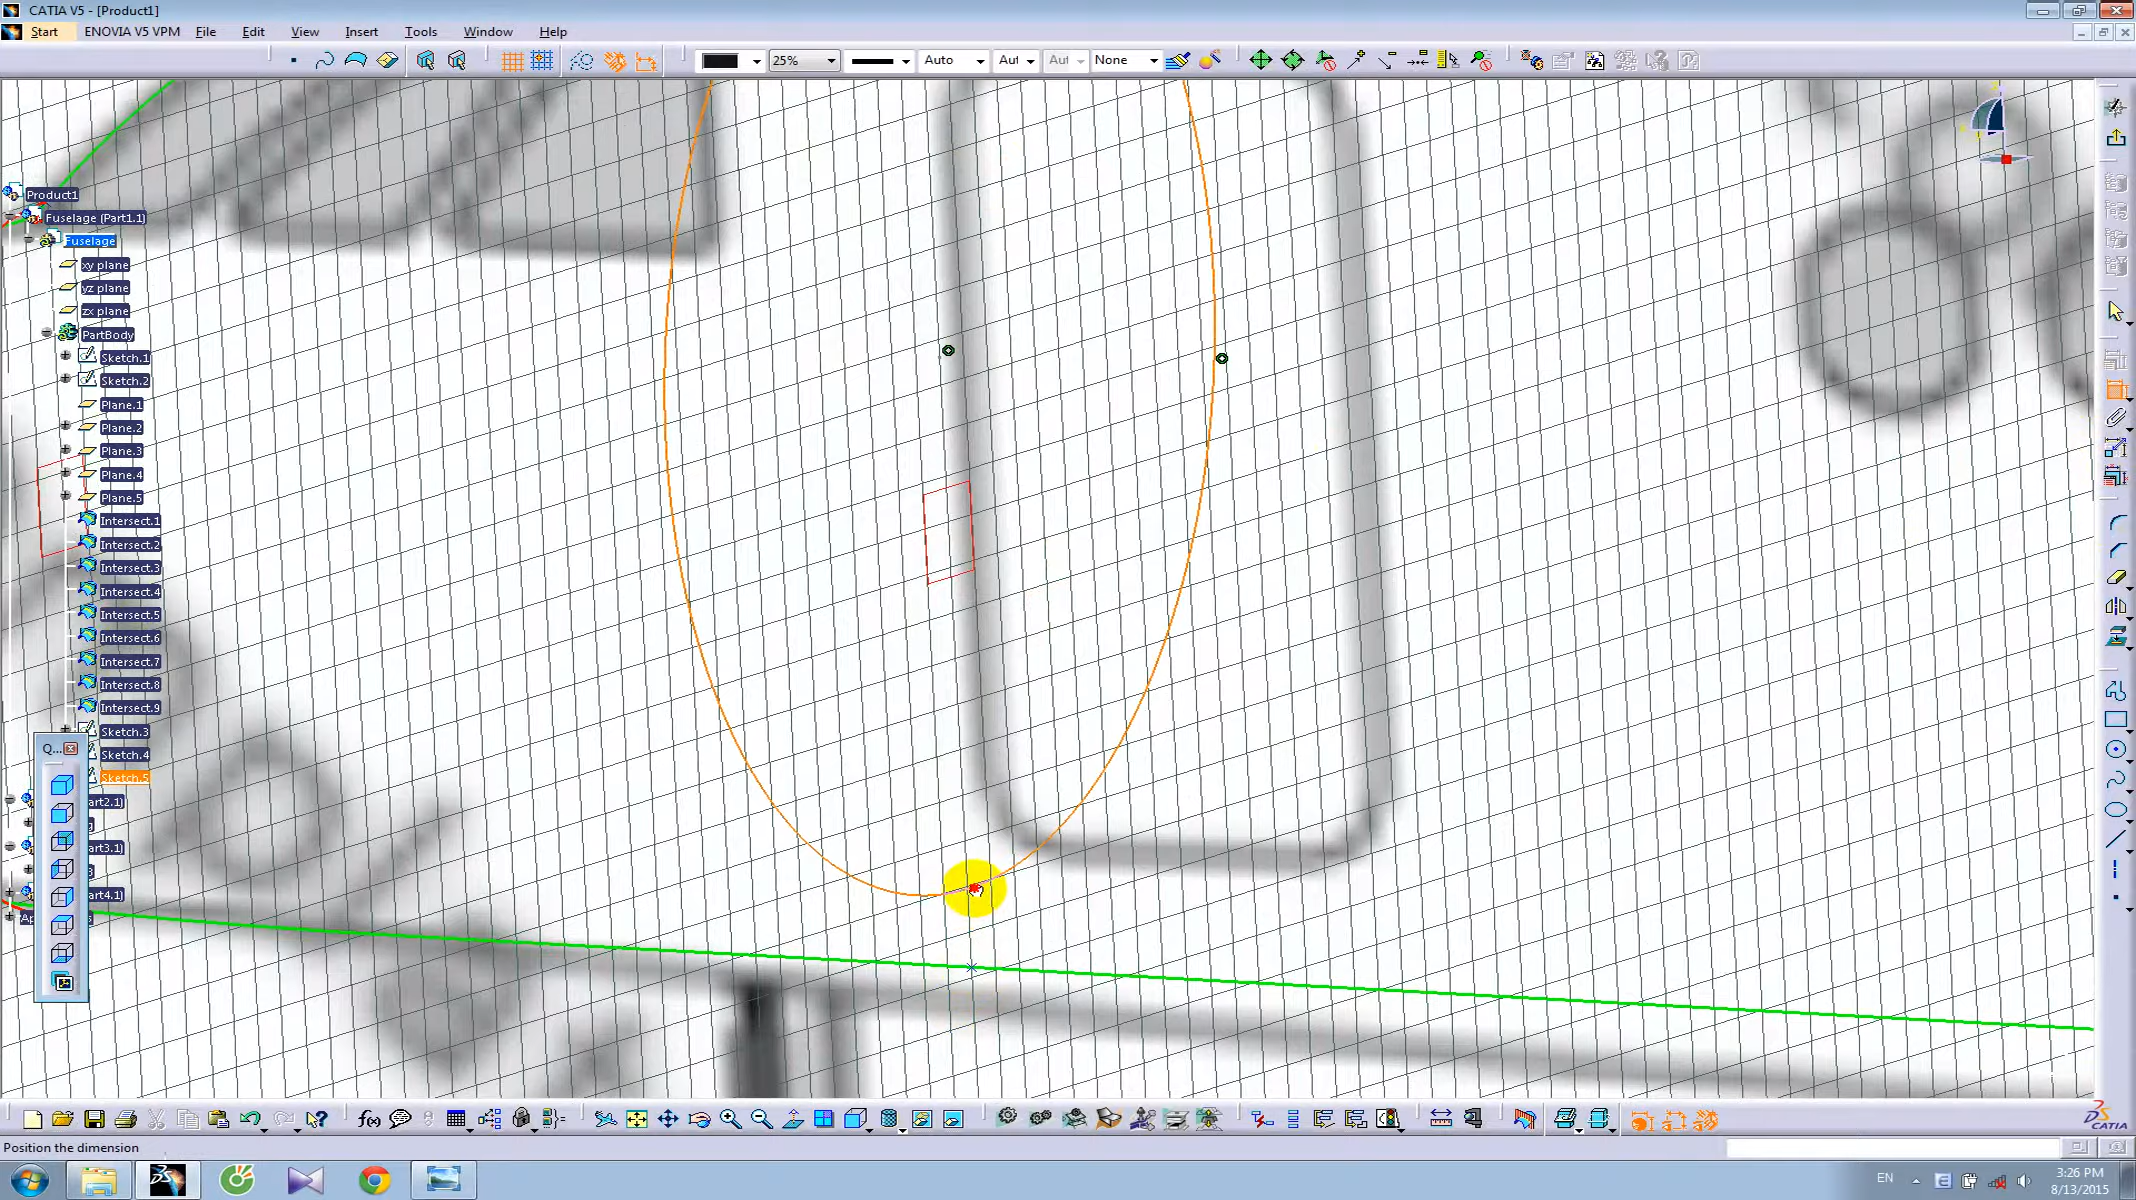 CATIA V5 - [Product1]
Start ENOVIA V5 VPM File Edit View Insert Tools Window Help
25% Auto Aut Aut None
Product1
Fuselage (Part1.1)
Fuselage
xy plane
yz plane
zx plane
PartBody
Sketch.1
Sketch.2
Plane.1
Plane.2
Plane.3
Plane.4
Plane.5
Intersect.1
Intersect.2
Intersect.3
Intersect.4
Intersect.5
Intersect.6
Intersect.7
Intersect.8
Intersect.9
Sketch.3
Q...
Sketch.4
Sketch.5
art2.1)
art3.1)
art4.1)
f(x)
CATIA
Position the dimension
EN
3:26 PM
8/13/2015